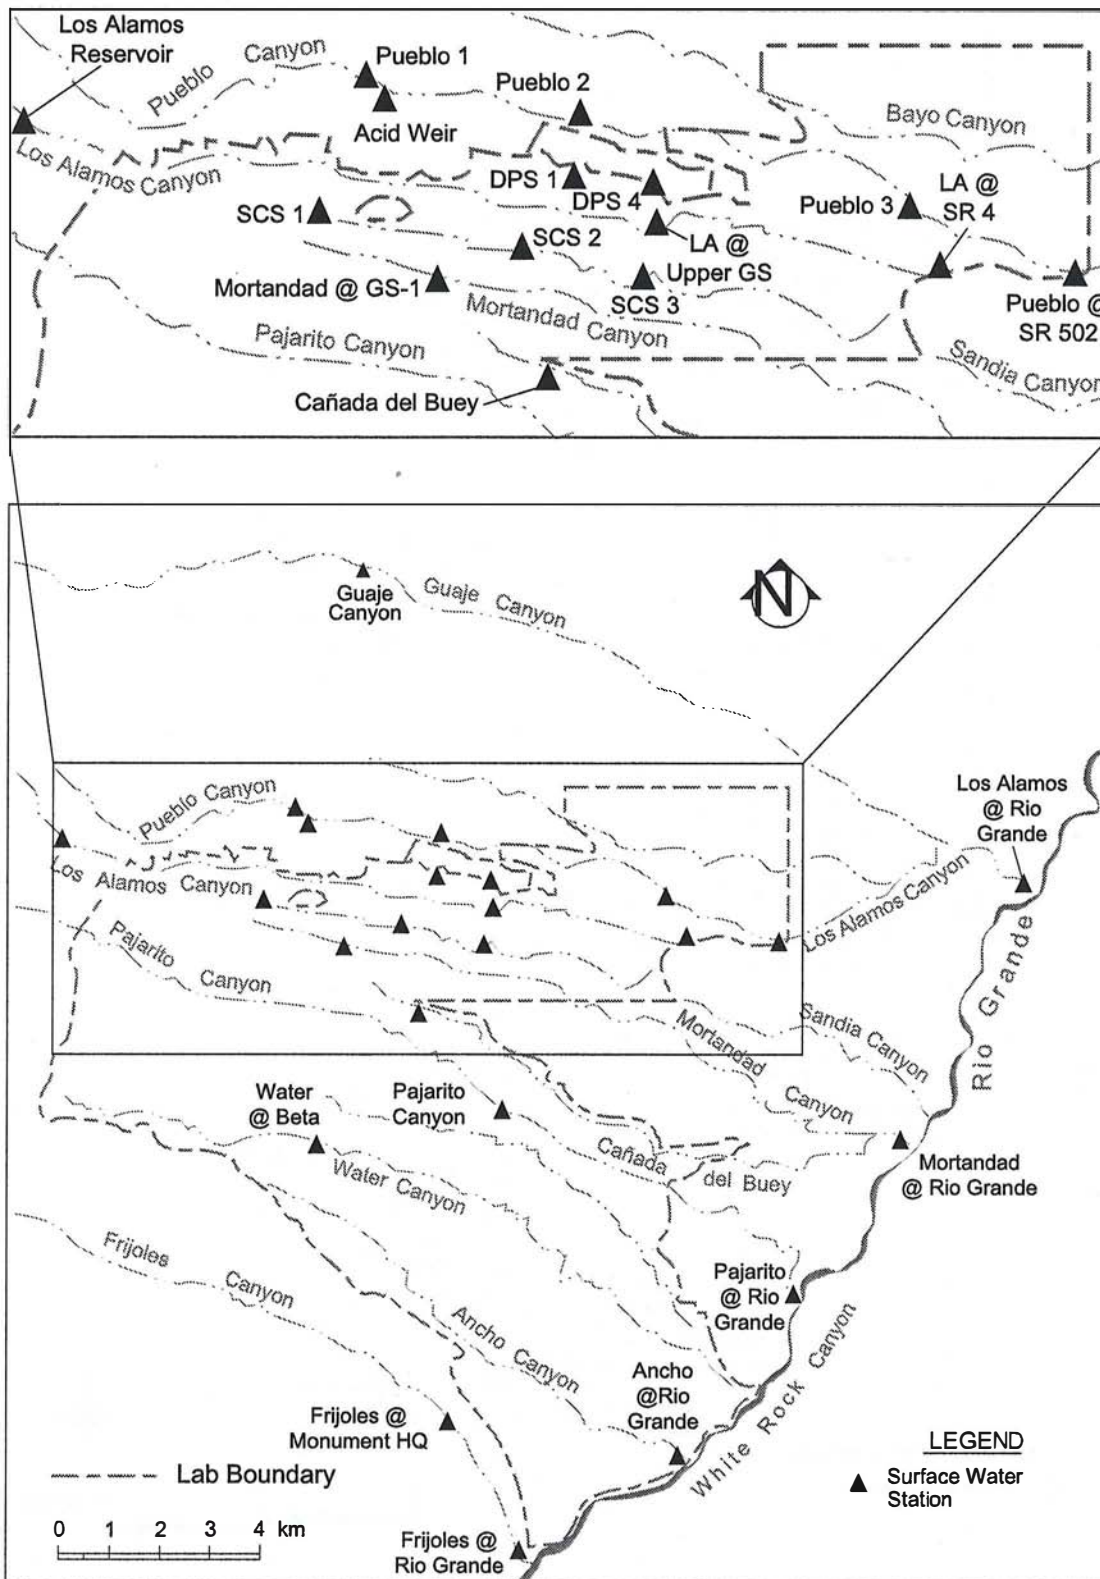 Los Alamos
Reservoir
Pueblo Canyon
Pueblo 1
Acid Weir
Pueblo 2
Bayo Canyon
Los Alamos Canyon
DPS 1
DPS 4
SCS 1
SCS 2
LA @
Upper GS
Pueblo 3
LA @
SR 4
Mortandad @ GS-1
SCS 3
Mortandad Canyon
Pueblo @
SR 502
Pajarito Canyon
Sandia Canyon
Cañada del Buey
Guaje
Canyon
Guaje Canyon
N
Los Alamos
@ Rio
Grande
Pueblo Canyon
Los Alamos Canyon
Los Alamos Canyon
Pajarito Canyon
Sandia Canyon
Mortandad Canyon
Rio Grande
Water
@ Beta
Pajarito
Canyon
Water Canyon
Cañada del Buey
Mortandad
@ Rio Grande
Frijoles Canyon
Pajarito
@ Rio
Grande
Ancho Canyon
Ancho
@Rio
Grande
White Rock Canyon
Frijoles @
Monument HQ
LEGEND
Surface Water
Station
Lab Boundary
0 1 2 3 4 km
Frijoles @
Rio Grande